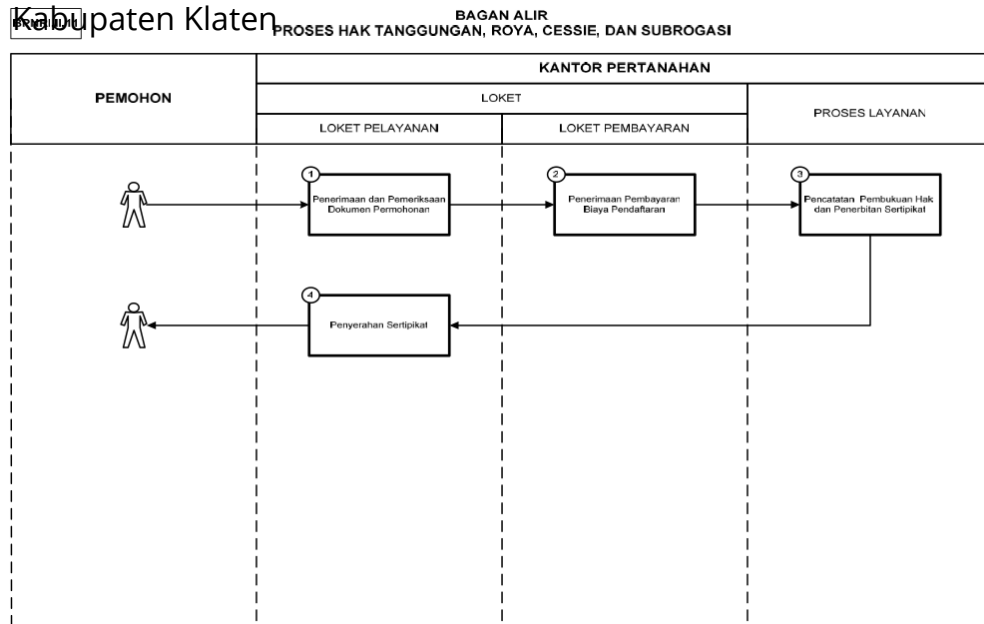 Kabupaten Klaten
BAGAN ALIR
PROSES HAK TANGGUNGAN, ROYA, CESSIE, DAN SUBROGASI
KANTOR PERTANAHAN
PEMOHON
LOKET
PROSES LAYANAN
LOKET PELAYANAN
LOKET PEMBAYARAN
1
Penerimaan dan Pemeriksaan
Dokumen Permohonan
2
Penerimaan Pembayaran
Biaya Pendaftaran
3
Pencatatan Pembukuan Hak
dan Penerbitan Sertipikat
4
Penyerahan Sertipikat